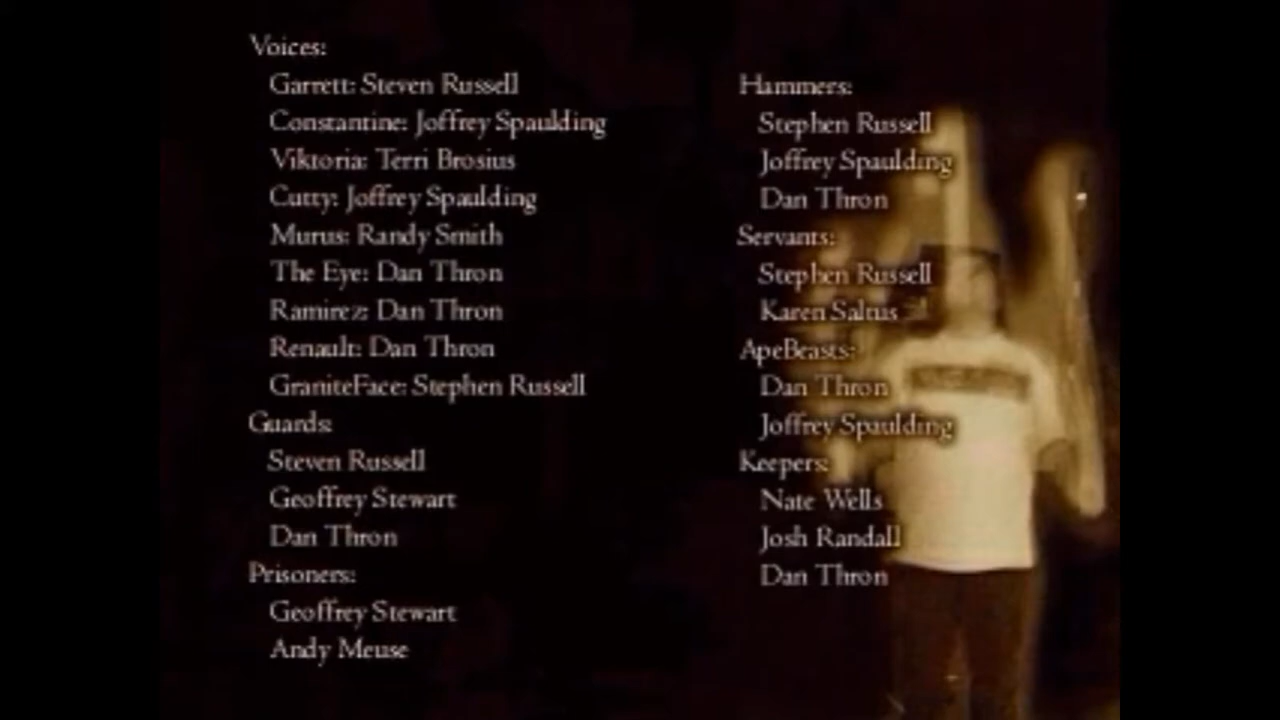 Voices:
Garrett: Steven Russell
Constantine: Joffrey Spaulding
Viktoria: Terri Brosius
Cutty: Joffrey Spaulding
Murus: Randy Smith
The Eye: Dan Thron
Ramirez: Dan Thron
Renault: Dan Thron
GraniteFace: Stephen Russell
Guards:
Steven Russell
Geoffrey Stewart
Dan Thron
Prisoners:
Geoffrey Stewart
Andy Meuse
Hammers:
Stephen Russell
Joffrey Spaulding
Dan Thron
Servants:
Stephen Russell
Karen Saltus
ApeBeasts:
Dan Thron
Joffrey Spaulding
Keepers:
Nate Wells
Josh Randall
Dan Thron